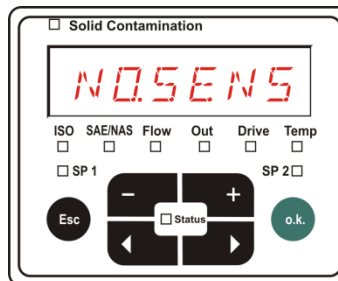 Solid Contamination
NO.SENS
ISO SAE/NAS Flow Out Drive Temp
SP 1 SP 2
- +
Esc Status o.k.